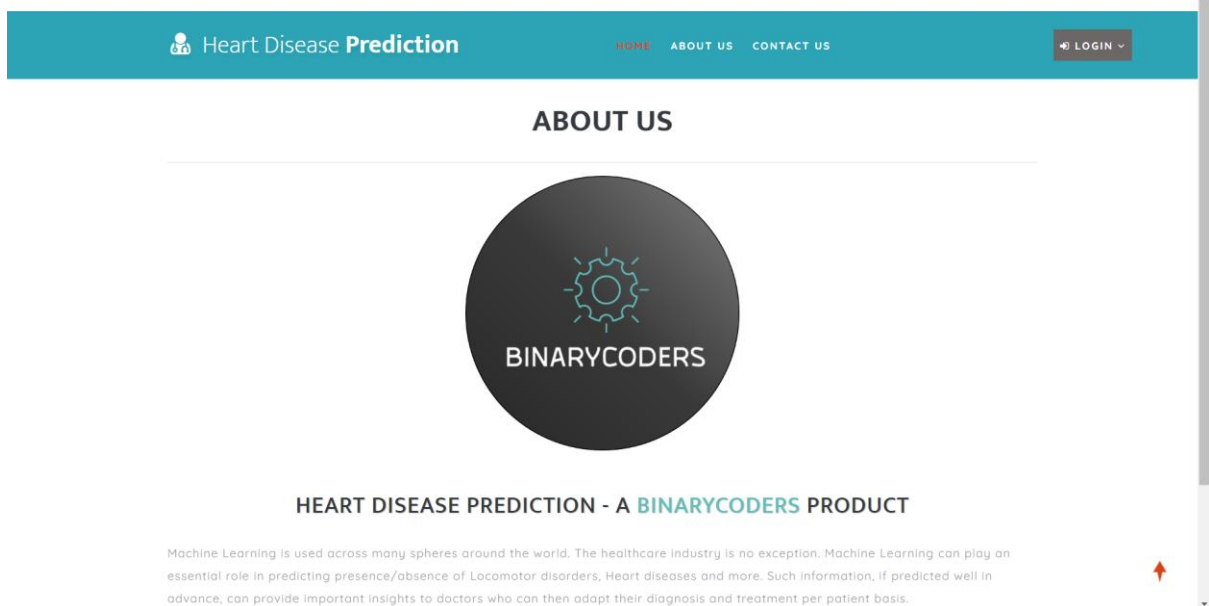 Heart Disease Prediction
HOME ABOUT US CONTACT US
LOGIN
ABOUT US
BINARYCODERS
HEART DISEASE PREDICTION - A BINARYCODERS PRODUCT
Machine Learning is used across many spheres around the world. The healthcare industry is no exception. Machine Learning can play an
essential role in predicting presence/absence of Locomotor disorders, Heart diseases and more. Such information, if predicted well in
advance, can provide important insights to doctors who can then adapt their diagnosis and treatment per patient basis.